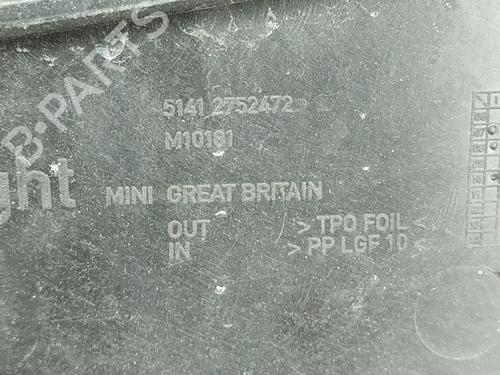 5141 2752472
M10181
ght MINI GREAT BRITAIN
OUT >TPO FOIL<
IN >PP LGF 10<
B-PARTS